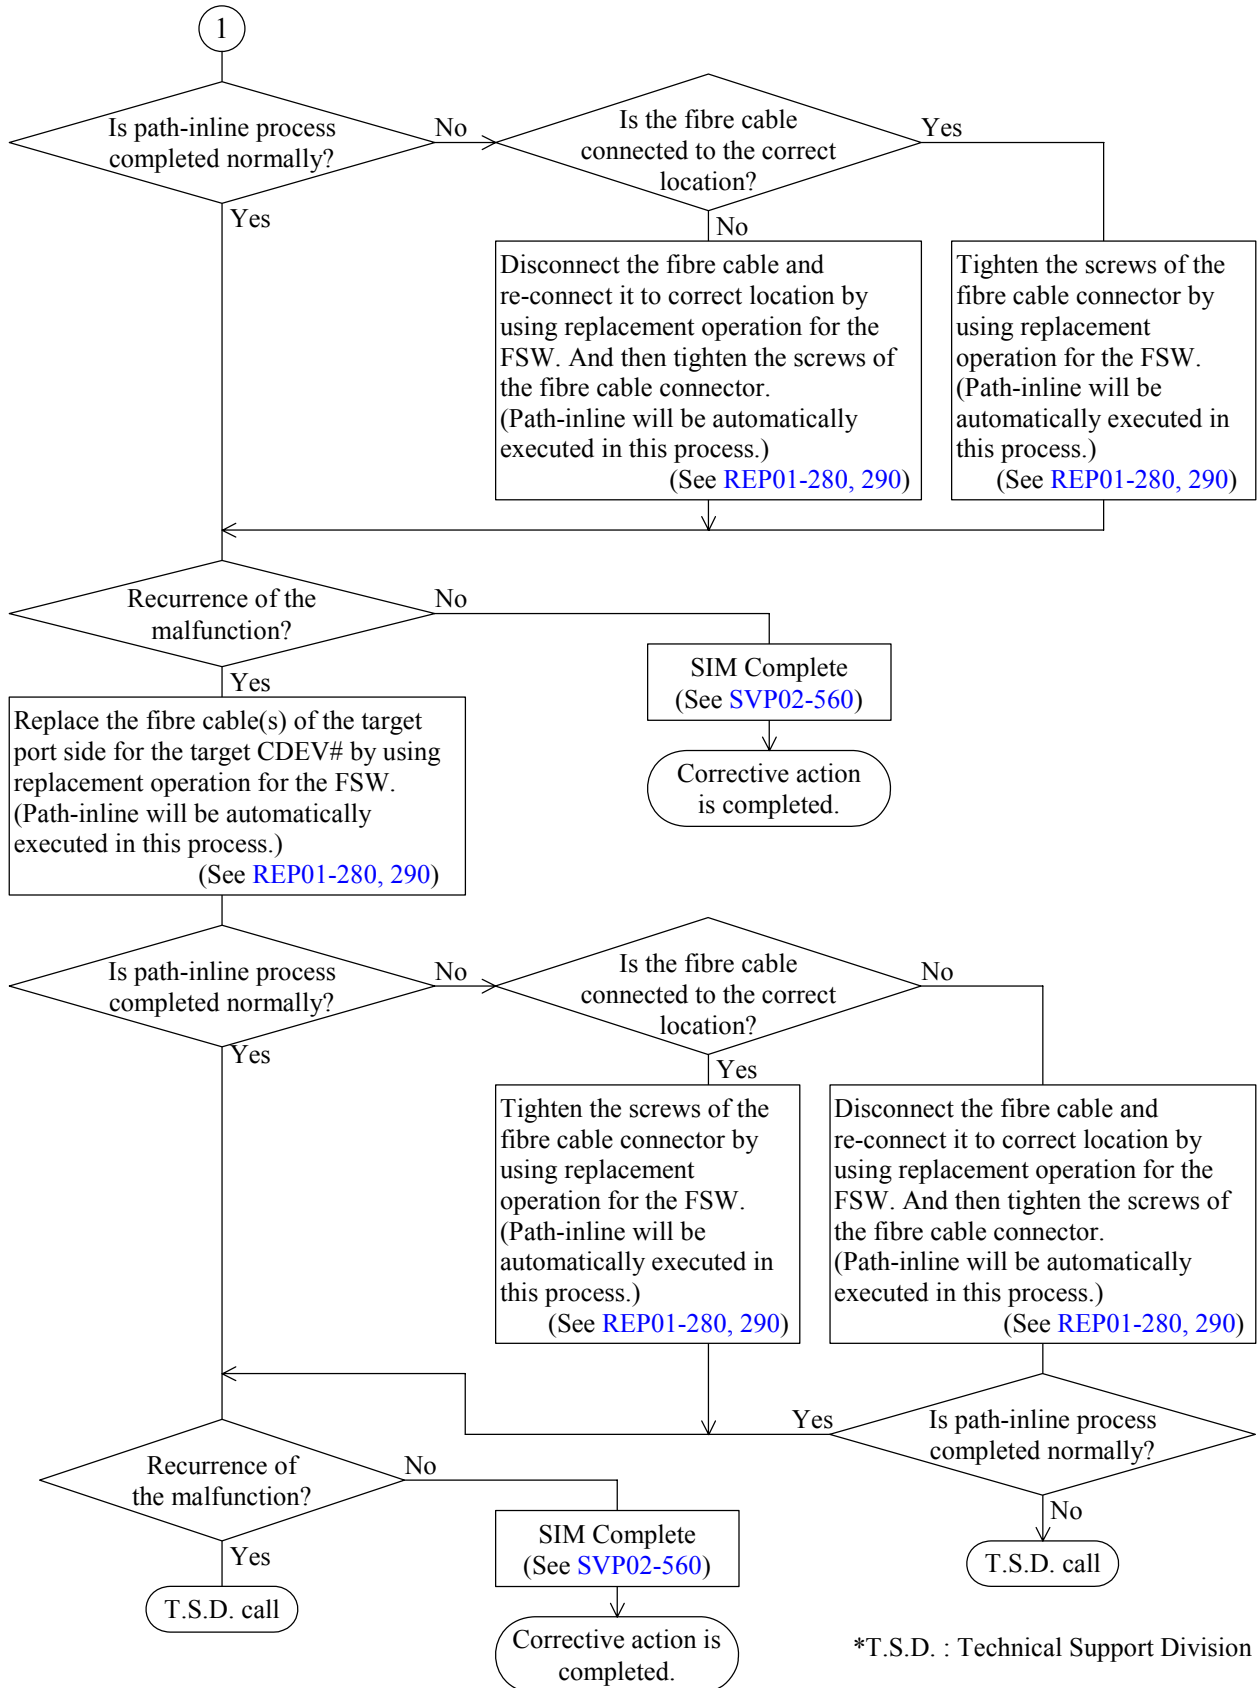 1
Is path-inline process
completed normally?
No
Is the fibre cable
connected to the correct
location?
Yes
Yes
No
Disconnect the fibre cable and
re-connect it to correct location by
using replacement operation for the
FSW. And then tighten the screws of
the fibre cable connector.
(Path-inline will be automatically
executed in this process.)
(See REP01-280, 290)
Tighten the screws of the
fibre cable connector by
using replacement
operation for the FSW.
(Path-inline will be
automatically executed in
this process.)
(See REP01-280, 290)
Recurrence of the
malfunction?
No
Yes
SIM Complete
(See SVP02-560)
Corrective action
is completed.
Replace the fibre cable(s) of the target
port side for the target CDEV# by using
replacement operation for the FSW.
(Path-inline will be automatically
executed in this process.)
(See REP01-280, 290)
Is path-inline process
completed normally?
No
Is the fibre cable
connected to the correct
location?
No
Yes
Yes
Tighten the screws of the
fibre cable connector by
using replacement
operation for the FSW.
(Path-inline will be
automatically executed in
this process.)
(See REP01-280, 290)
Disconnect the fibre cable and
re-connect it to correct location by
using replacement operation for the
FSW. And then tighten the screws of
the fibre cable connector.
(Path-inline will be automatically
executed in this process.)
(See REP01-280, 290)
Yes
Is path-inline process
completed normally?
No
T.S.D. call
Recurrence of
the malfunction?
No
Yes
T.S.D. call
SIM Complete
(See SVP02-560)
Corrective action is
completed.
*T.S.D. : Technical Support Division